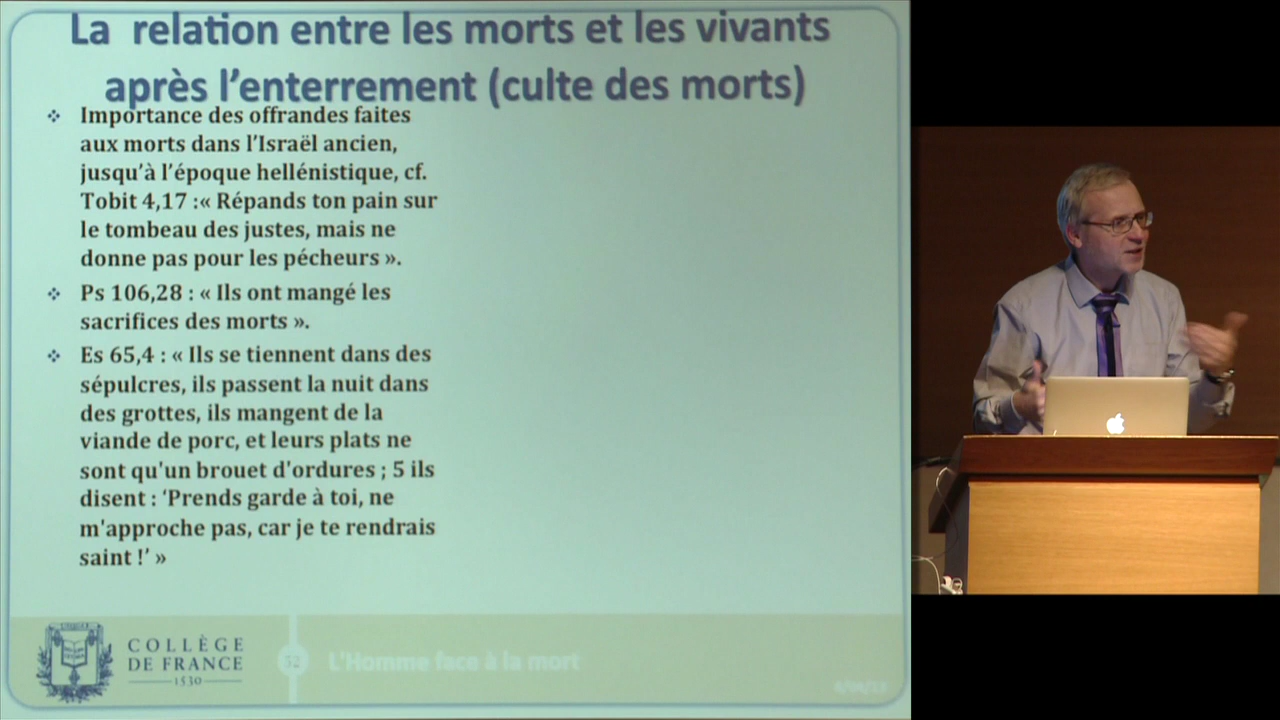 La relation entre les morts et les vivants
après l'enterrement (culte des morts)
Importance des offrandes faites
aux morts dans l'Israël ancien,
jusqu'à l'époque hellénistique, cf.
Tobit 4,17 :« Répands ton pain sur
le tombeau des justes, mais ne
donne pas pour les pécheurs ».
Ps 106,28 : « Ils ont mangé les
sacrifices des morts ».
Es 65,4 : « Ils se tiennent dans des
sépulcres, ils passent la nuit dans
des grottes, ils mangent de la
viande de porc, et leurs plats ne
sont qu'un brouet d'ordures ; 5 ils
disent : 'Prends garde à toi, ne
m'approche pas, car je te rendrais
saint !' »
COLLÈGE
DE FRANCE
1530
L'Homme face à la mort